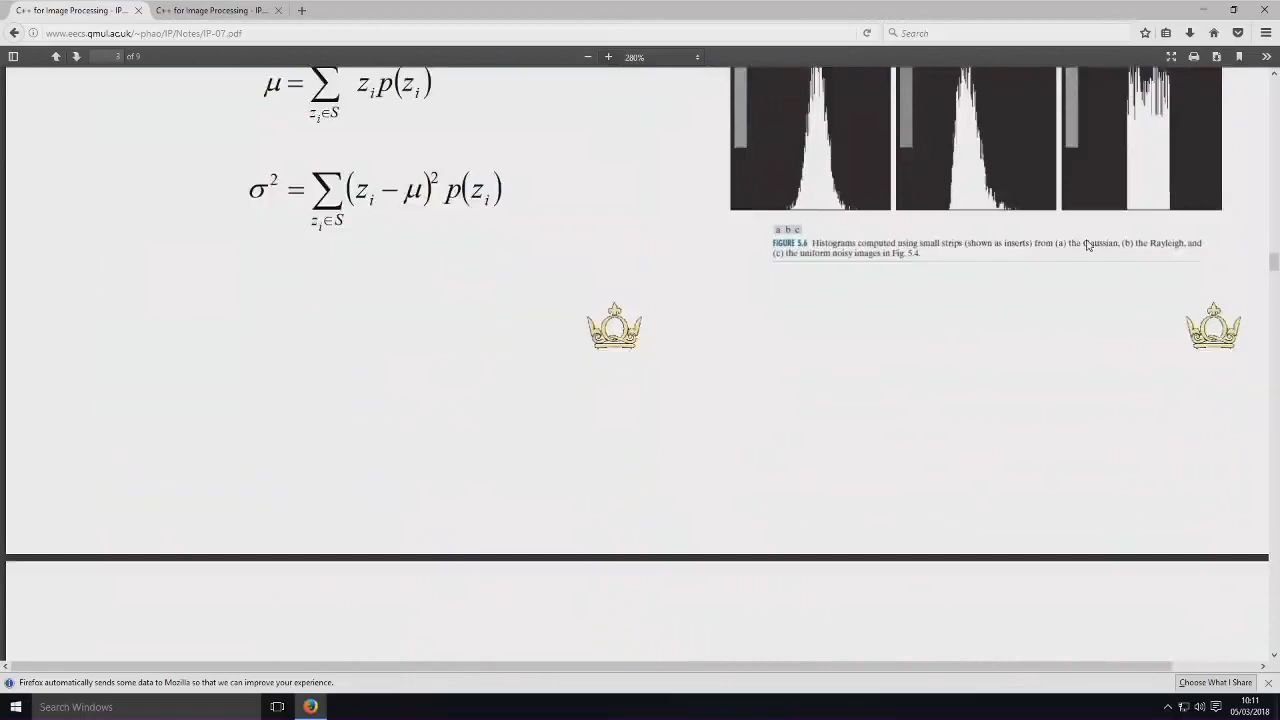 C++ for Image Processing - IP...
C++ for Image Processing - IP...
www.eecs.qmul.ac.uk/~phao/IP/Notes/IP-07.pdf
Search
3 of 9
280%
μ = ∑ z_i p(z_i)
z_i∈S
σ² = ∑ (z_i − μ)² p(z_i)
z_i∈S
a b c
FIGURE 5.6 Histograms computed using small strips (shown as inserts) from (a) the Gaussian, (b) the Rayleigh, and
(c) the uniform noisy images in Fig. 5.4.
Firefox automatically sends some data to Mozilla so that we can improve your experience.
Choose What I Share
Search Windows
10:11
05/03/2018